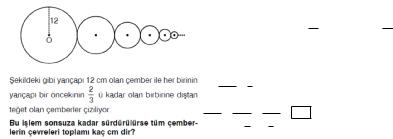 12
O
Şekildeki gibi yarıçapı 12 cm olan çember ile her birinin
yarıçapı bir öncekinin 2/3 ü kadar olan birbirine dıştan
teğet olan çemberler çiziliyor.
Bu işlem sonsuza kadar sürdürülürse tüm çember-
lerin çevreleri toplamı kaç cm dir?